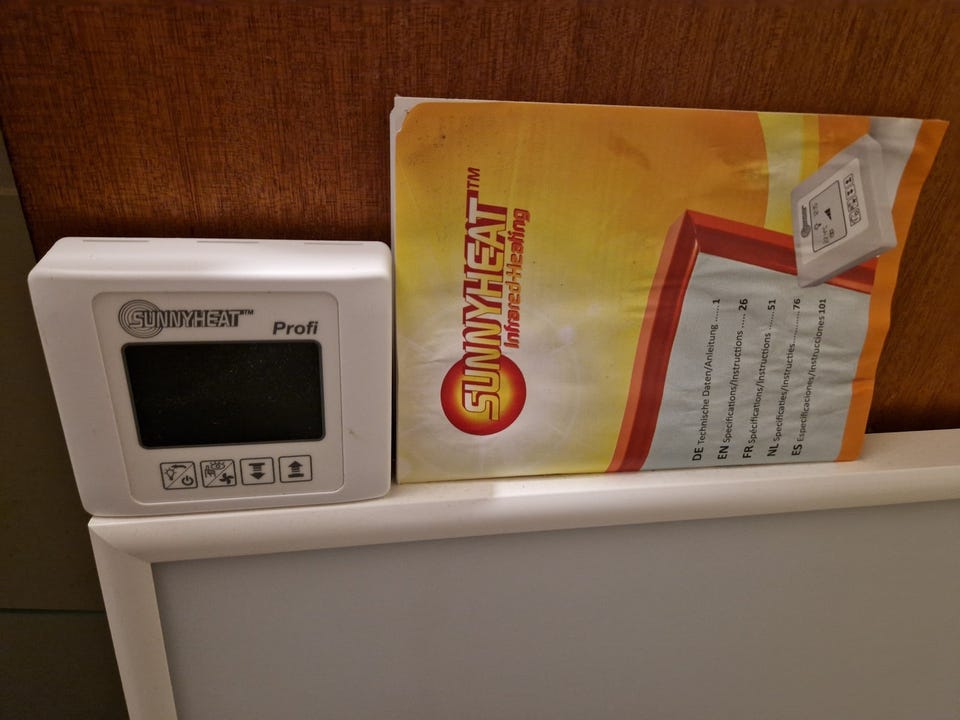 SUNNYHEAT™
Profi
SUNNYHEAT™
Infrared-Heating
DE Technische Daten/Anleitung ......1
EN Specifications/Instructions ..... 26
FR Spécifications/Instructions ......51
NL Specificaties/Instructies..........76
ES Especificaciones/Instrucciones 101